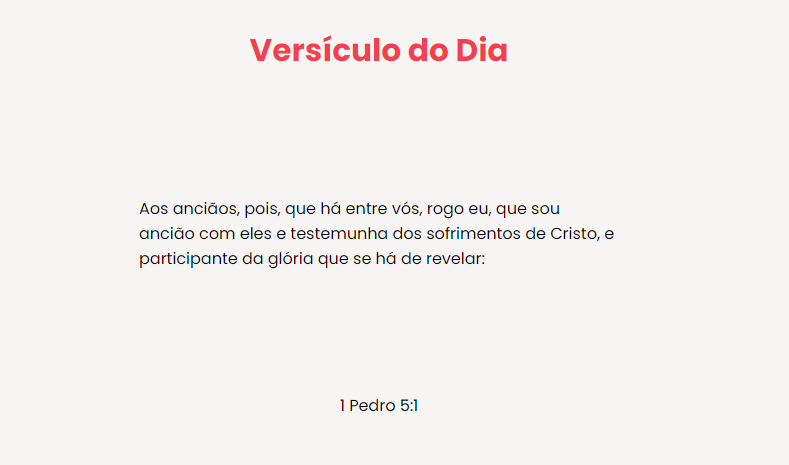 Versículo do Dia
Aos anciãos, pois, que há entre vós, rogo eu, que sou
ancião com eles e testemunha dos sofrimentos de Cristo, e
participante da glória que se há de revelar:
1 Pedro 5:1